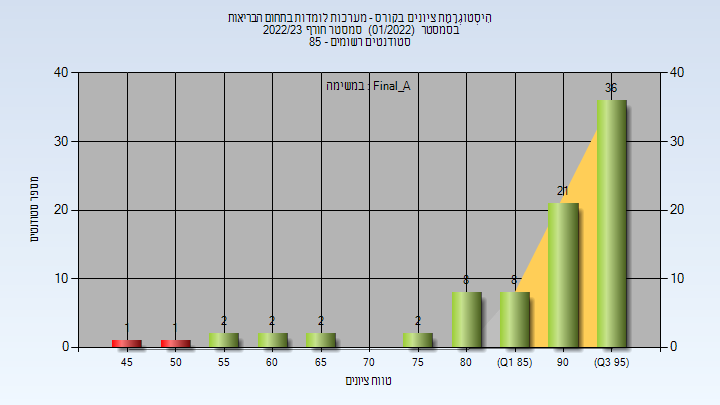 היסטוגרמת ציונים בקורס - מערכות לומדות בתחום הבריאות
בסמסטר (01/2022) סמסטר חורף 2022/23
סטודנטים רשומים - 85
במשימה : Final_A
מספר סטודנטים
40 40
30 30
20 20
10 10
0 0
1 1 2 2 2 2 8 8 21 36
45 50 55 60 65 70 75 80 (Q1 85) 90 (Q3 95)
טווח ציונים